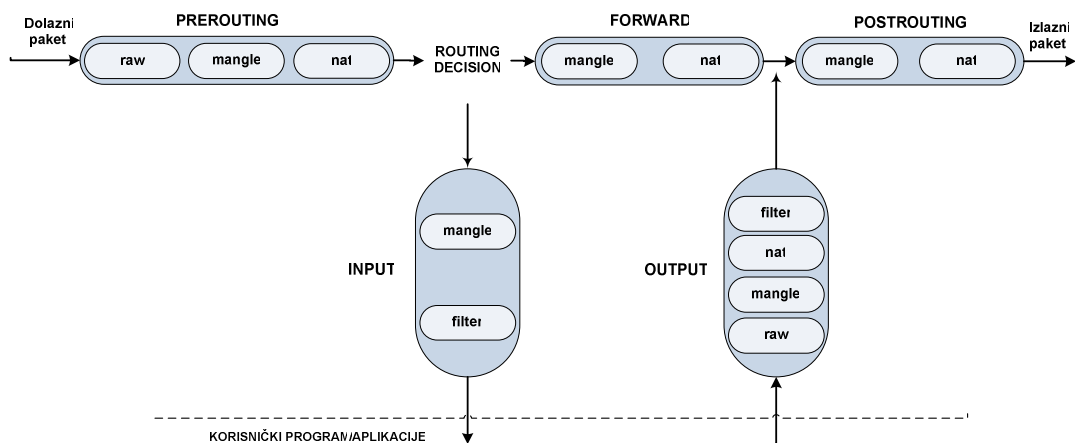 Dolazni
paket
PREROUTING
raw
mangle
nat
ROUTING
DECISION
FORWARD
mangle
nat
POSTROUTING
mangle
nat
Izlazni
paket
INPUT
mangle
filter
OUTPUT
filter
nat
mangle
raw
KORISNIČKI PROGRAM/APLIKACIJE